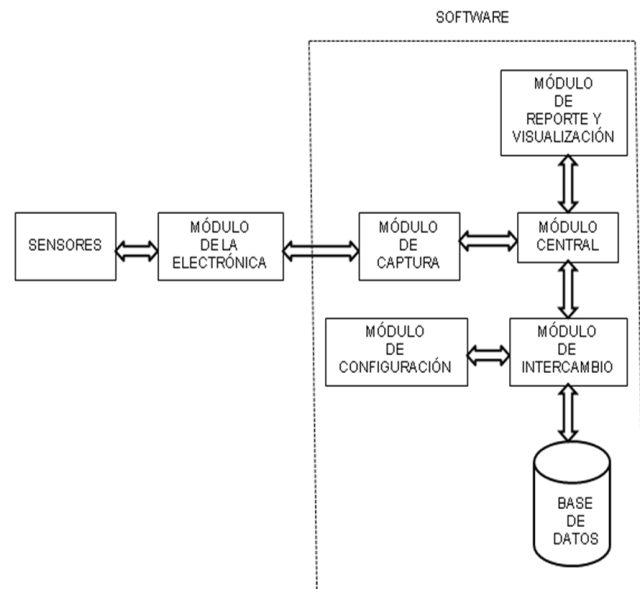 SOFTWARE
MÓDULO
DE
REPORTE Y
VISUALIZACIÓN
SENSORES
MÓDULO
DE LA
ELECTRÓNICA
MÓDULO
DE
CAPTURA
MÓDULO
CENTRAL
MÓDULO
DE
CONFIGURACIÓN
MÓDULO
DE
INTERCAMBIO
BASE
DE
DATOS